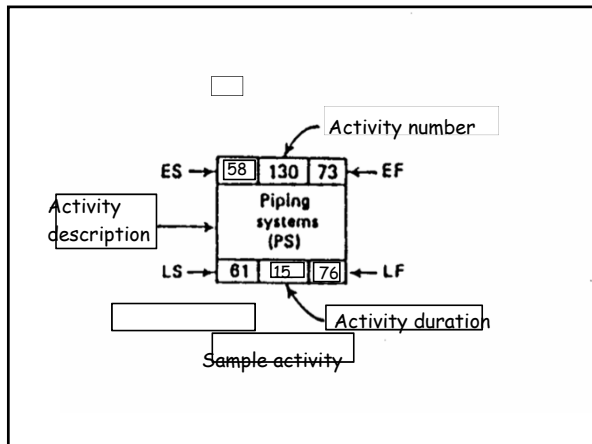 Activity number
ES 58 130 73 EF
Activity
description
Piping
systems
(PS)
LS 61 15 76 LF
Activity duration
Sample activity